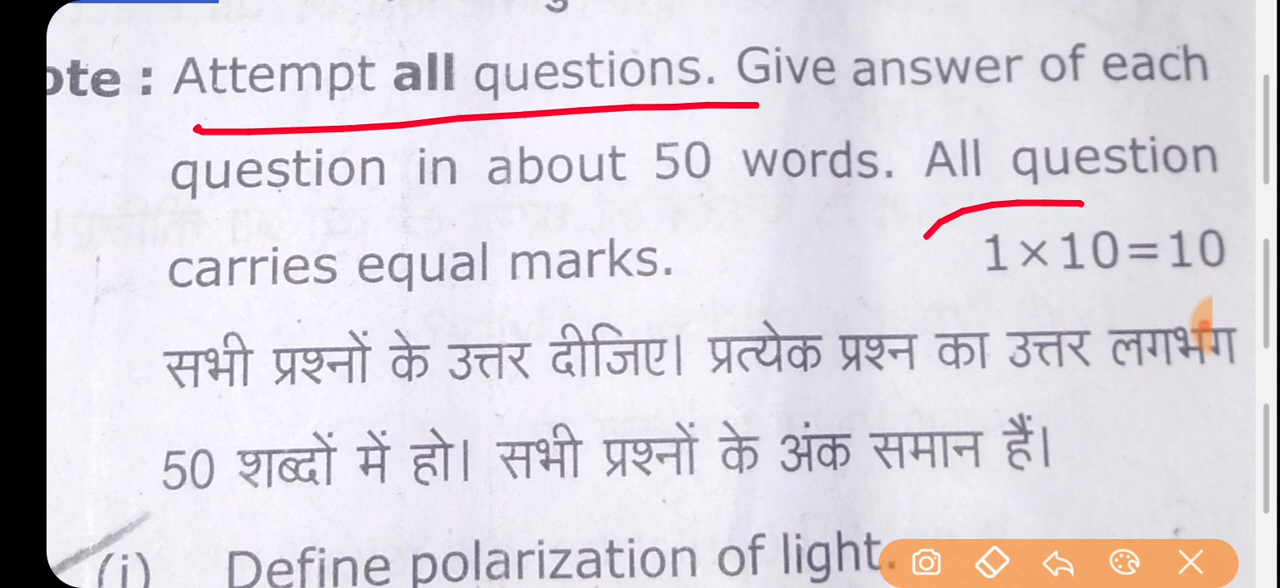 ote : Attempt all questions. Give answer of each
question in about 50 words. All question
carries equal marks. 1×10=10
सभी प्रश्नों के उत्तर दीजिए। प्रत्येक प्रश्न का उत्तर लगभग
50 शब्दों में हो। सभी प्रश्नों के अंक समान हैं।
(i) Define polarization of light.